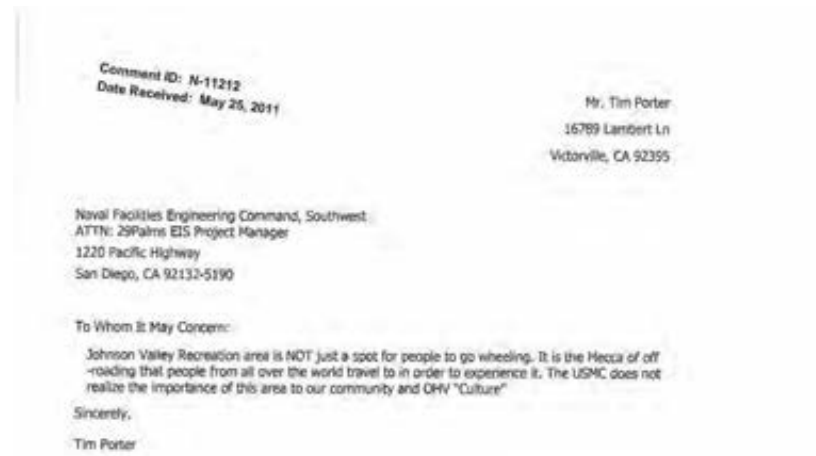 Comment ID: N-11212
Date Received: May 25, 2011
Mr. Tim Porter
16789 Lambert Ln
Victorville, CA 92395
Naval Facilities Engineering Command, Southwest
ATTN: 29Palms EIS Project Manager
1220 Pacific Highway
San Diego, CA 92132-5190
To Whom It May Concern:
Johnson Valley Recreation area is NOT just a spot for people to go wheeling. It is the Mecca of off
-roading that people from all over the world travel to in order to experience it. The USMC does not
realize the importance of this area to our community and OHV "Culture"
Sincerely,
Tim Porter